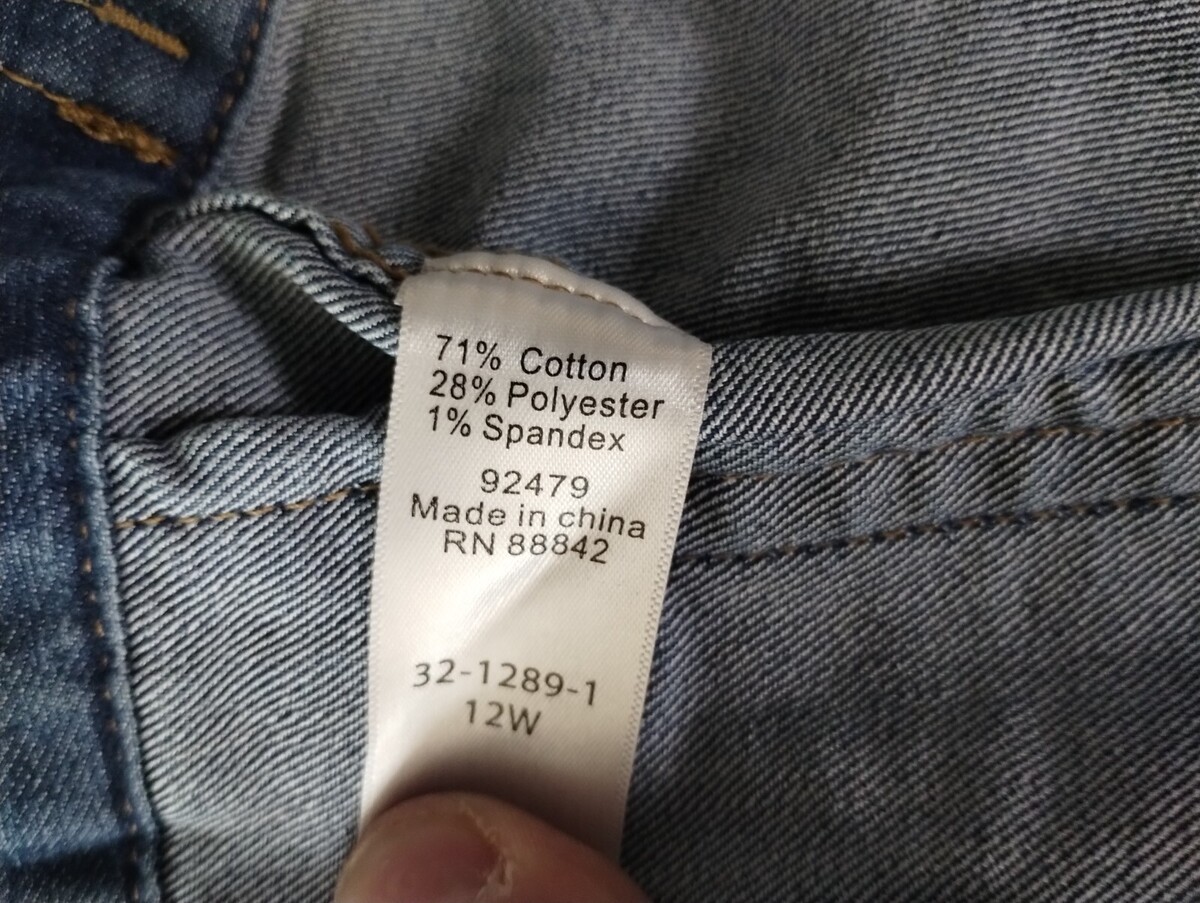 71% Cotton
28% Polyester
1% Spandex
92479
Made in china
RN 88842
32-1289-1
12W